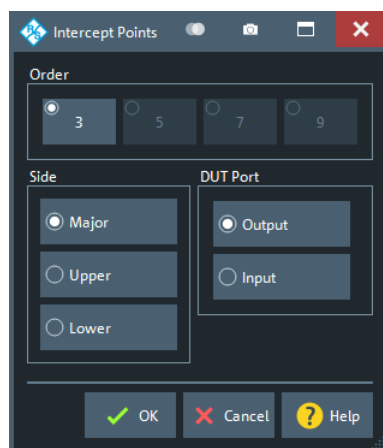 Intercept Points
Order
3 5 7 9
Side
DUT Port
Major
Upper
Lower
Output
Input
OK Cancel ? Help